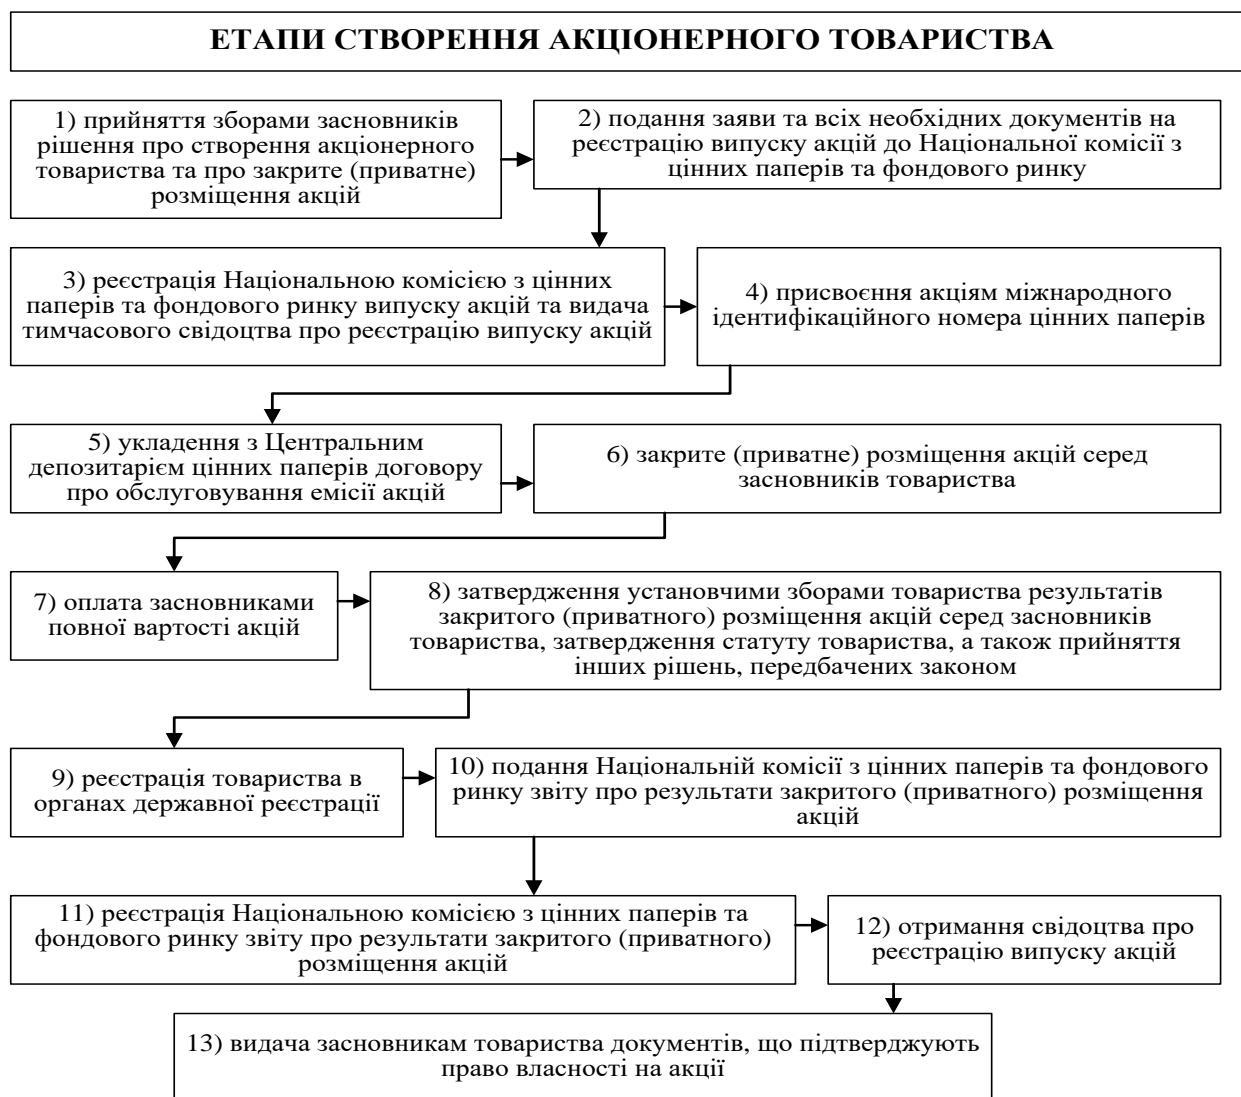 ЕТАПИ СТВОРЕННЯ АКЦІОНЕРНОГО ТОВАРИСТВА
1) прийняття зборами засновників
рішення про створення акціонерного
товариства та про закрите (приватне)
розміщення акцій
2) подання заяви та всіх необхідних документів на
реєстрацію випуску акцій до Національної комісії з
цінних паперів та фондового ринку
3) реєстрація Національною комісією з цінних
паперів та фондового ринку випуску акцій та видача
тимчасового свідоцтва про реєстрацію випуску акцій
4) присвоєння акціям міжнародного
ідентифікаційного номера цінних паперів
5) укладення з Центральним
депозитарієм цінних паперів договору
про обслуговування емісії акцій
6) закрите (приватне) розміщення акцій серед
засновників товариства
7) оплата засновниками
повної вартості акцій
8) затвердження установчими зборами товариства результатів
закритого (приватного) розміщення акцій серед засновників
товариства, затвердження статуту товариства, а також прийняття
інших рішень, передбачених законом
9) реєстрація товариства в
органах державної реєстрації
10) подання Національній комісії з цінних паперів та фондового
ринку звіту про результати закритого (приватного) розміщення
акцій
11) реєстрація Національною комісією з цінних паперів та
фондового ринку звіту про результати закритого (приватного)
розміщення акцій
12) отримання свідоцтва про
реєстрацію випуску акцій
13) видача засновникам товариства документів, що підтверджують
право власності на акції